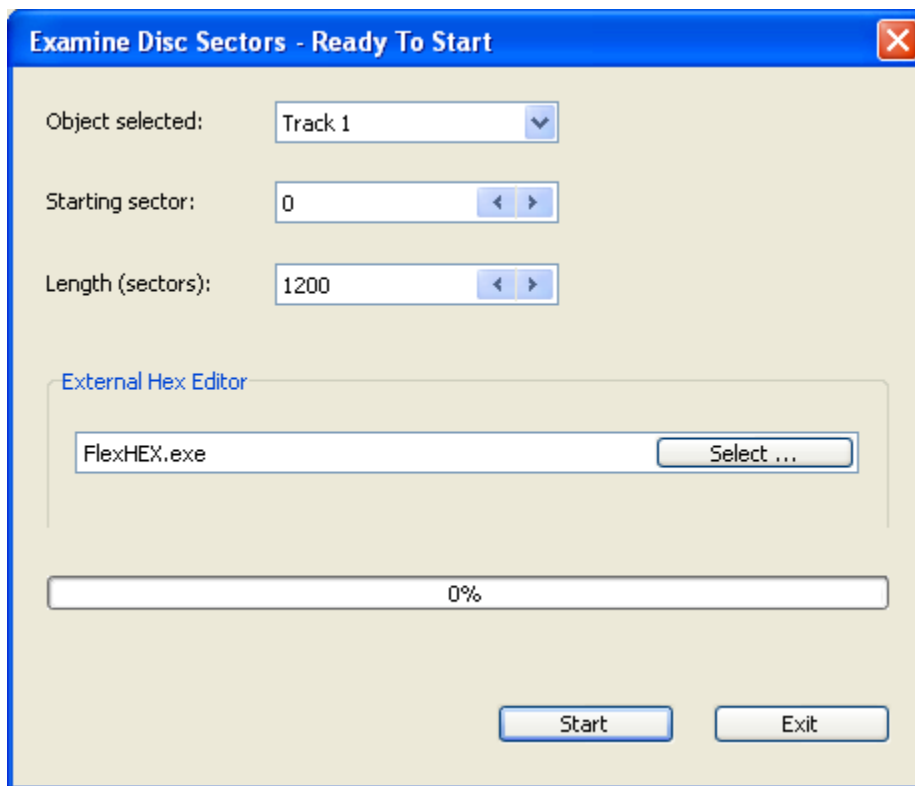 Examine Disc Sectors - Ready To Start
Object selected: Track 1
Starting sector: 0
Length (sectors): 1200
External Hex Editor
FlexHEX.exe Select ...
0%
Start Exit